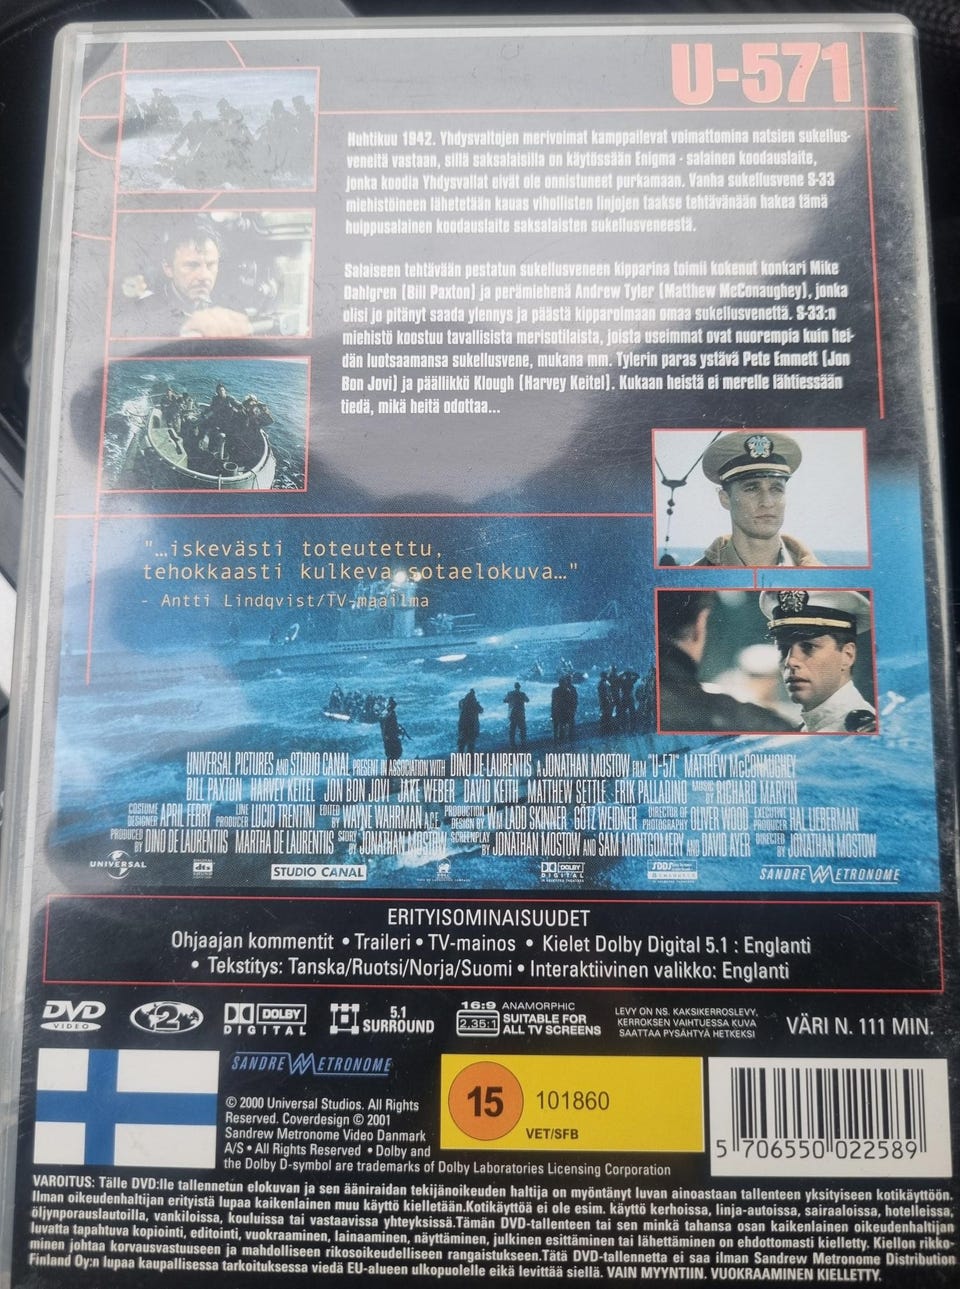 U-571
Huhtikuu 1942. Yhdysvaltojen merivoimat kamppailevat voimattomina natsien sukellus-
veneitä vastaan, sillä saksalaisilla on käytössään Enigma - salainen koodauslaite,
jonka koodia Yhdysvallat eivät ole onnistuneet purkamaan. Vanha sukellusvene S-33
miehistöineen lähetetään kauas vihollisten linjojen taakse tehtävänään hakea tämä
huippusalainen koodauslaite saksalaisten sukellusveneestä.
Salaiseen tehtävään pestatun sukellusveneen kipparina toimii kokenut konkari Mike
Dahlgren (Bill Paxton) ja perämiehenä Andrew Tyler (Matthew McConaughey), jonka
olisi jo pitänyt saada ylennys ja päästä kipparoimaan omaa sukellusvenettä. S-33:n
miehistö koostuu tavallisista merisotilaista, joista useimmat ovat nuorempia kuin hei-
dän luotsaamansa sukellusvene, mukana mm. Tylerin paras ystävä Pete Emmett (Jon
Bon Jovi) ja päällikkö Klough (Harvey Keitel). Kukaan heistä ei merelle lähtiessään
tiedä, mikä heitä odottaa...
"…iskevästi toteutettu,
tehokkaasti kulkeva sotaelokuva…"
- Antti Lindqvist/TV-maailma
UNIVERSAL PICTURES AND STUDIO CANAL PRESENT IN ASSOCIATION WITH DINO DE LAURENTIIS A JONATHAN MOSTOW FILM "U-571" MATTHEW McCONAUGHEY
BILL PAXTON HARVEY KEITEL JON BON JOVI JAKE WEBER DAVID KEITH MATTHEW SETTLE ERIK PALLADINO MUSIC BY RICHARD MARVIN
COSTUME DESIGNER APRIL FERRY LINE PRODUCER LUCIO TRENTINI EDITED BY WAYNE WAHRMAN A.C.E. PRODUCTION DESIGN BY WM LADD SKINNER GÖTZ WEIDNER DIRECTOR OF PHOTOGRAPHY OLIVER WOOD EXECUTIVE PRODUCER HAL LIEBERMAN
PRODUCED BY DINO DE LAURENTIIS MARTHA DE LAURENTIIS STORY BY JONATHAN MOSTOW SCREENPLAY BY JONATHAN MOSTOW AND SAM MONTGOMERY AND DAVID AYER DIRECTED BY JONATHAN MOSTOW
UNIVERSAL dts STUDIO CANAL DOLBY DIGITAL SDDS SANDREW METRONOME
ERITYISOMINAISUUDET
Ohjaajan kommentit • Traileri • TV-mainos • Kielet Dolby Digital 5.1 : Englanti
• Tekstitys: Tanska/Ruotsi/Norja/Suomi • Interaktiivinen valikko: Englanti
DVD VIDEO
2
DOLBY DIGITAL
5.1 SURROUND
16:9 2.35:1
ANAMORPHIC
SUITABLE FOR
ALL TV SCREENS
LEVY ON NS. KAKSIKERROSLEVY.
KERROKSEN VAIHTUESSA KUVA
SAATTAA PYSÄHTYÄ HETKEKSI
VÄRI N. 111 MIN.
SANDREW METRONOME
© 2000 Universal Studios. All Rights
Reserved. Coverdesign © 2001
Sandrew Metronome Video Danmark
A/S • All Rights Reserved • Dolby and
the Dolby D-symbol are trademarks of Dolby Laboratories Licensing Corporation
15
101860
VET/SFB
5 706550 022589
VAROITUS: Tälle DVD:lle tallennetun elokuvan ja sen ääniraidan tekijänoikeuden haltija on myöntänyt luvan ainoastaan tallenteen yksityiseen kotikäyttöön.
Ilman oikeudenhaltijan erityistä lupaa kaikenlainen muu käyttö kielletään.Kotikäyttöä ei ole esim. käyttö kerhoissa, linja-autoissa, sairaaloissa, hotelleissa,
öljynporauslautoilla, vankiloissa, kouluissa tai vastaavissa yhteyksissä.Tämän DVD-tallenteen tai sen minkä tahansa osan kaikenlainen oikeudenhaltijan
luvatta tapahtuva kopiointi, editointi, vuokraaminen, lainaaminen, näyttäminen, julkinen esittäminen tai lähettäminen on ehdottomasti kielletty. Kiellon rikko-
minen johtaa korvausvastuuseen ja mahdolliseen rikosoikeudelliseen rangaistukseen.Tätä DVD-tallennetta ei saa ilman Sandrew Metronome Distribution
Finland Oy:n lupaa kaupallisessa tarkoituksessa viedä EU-alueen ulkopuolelle eikä levittää siellä. VAIN MYYNTIIN. VUOKRAAMINEN KIELLETTY.